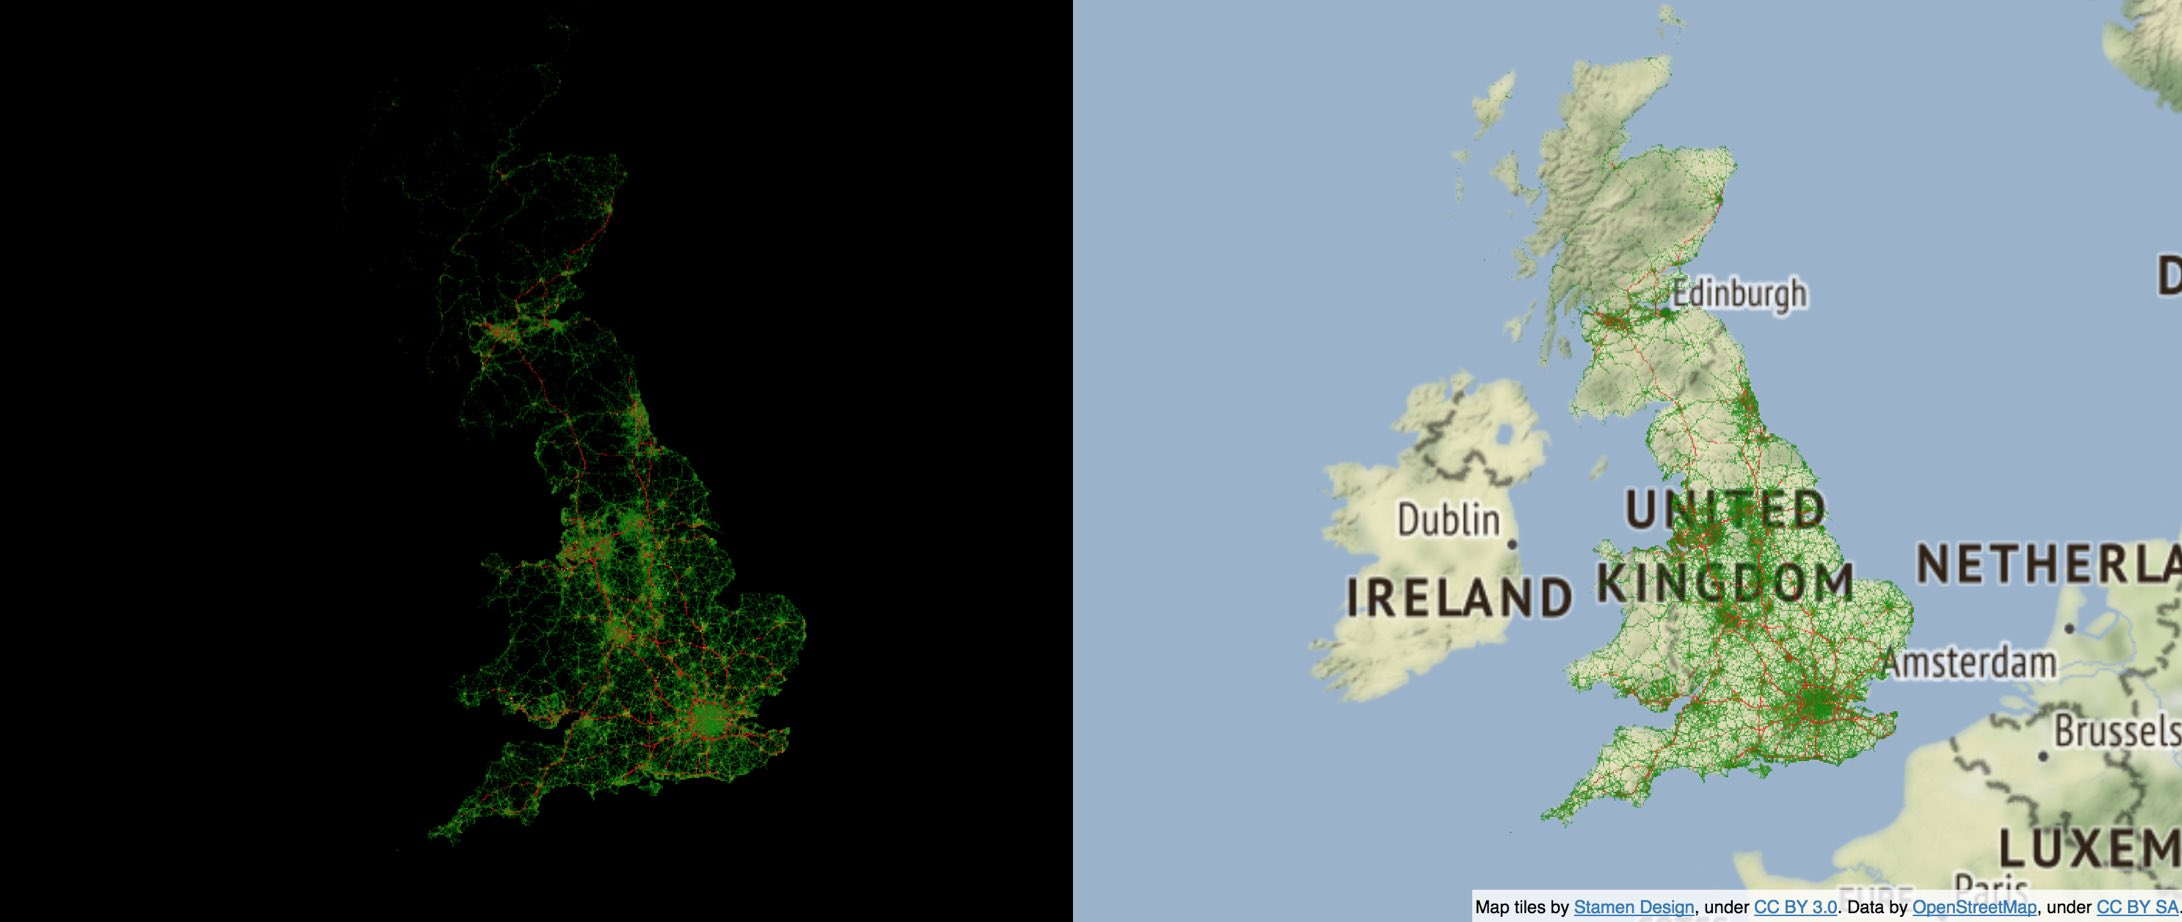 Edinburgh
D
UNITED
KINGDOM
Dublin
IRELAND
NETHERLA
Amsterdam
Brussels
LUXEM
Paris
Map tiles by Stamen Design, under CC BY 3.0. Data by OpenStreetMap, under CC BY SA